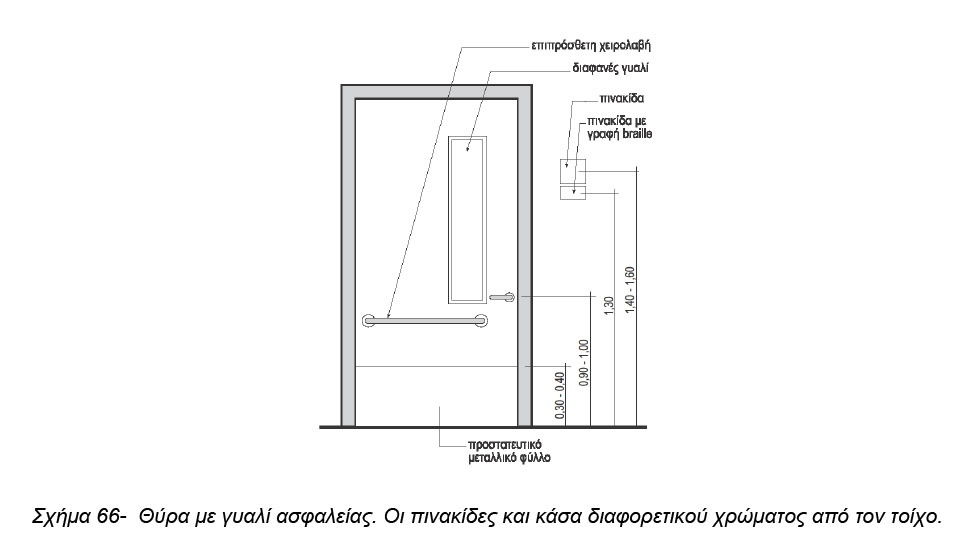 επιπρόσθετη χειρολαβή
διαφανές γυαλί
πινακίδα
πινακίδα με
γραφή braille
1,40 - 1,60
1,30
0,90 - 1,00
0,30 - 0,40
προστατευτικό
μεταλλικό φύλλο
Σχήμα 66- Θύρα με γυαλί ασφαλείας. Οι πινακίδες και κάσα διαφορετικού χρώματος από τον τοίχο.